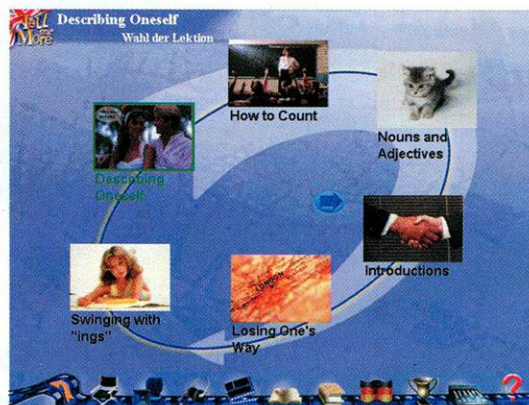 Tell me More
Describing Oneself
Wahl der Lektion
How to Count
Nouns and
Adjectives
Describing
Oneself
Introductions
LONDON
Swinging with
"ings"
Losing One's
Way
?